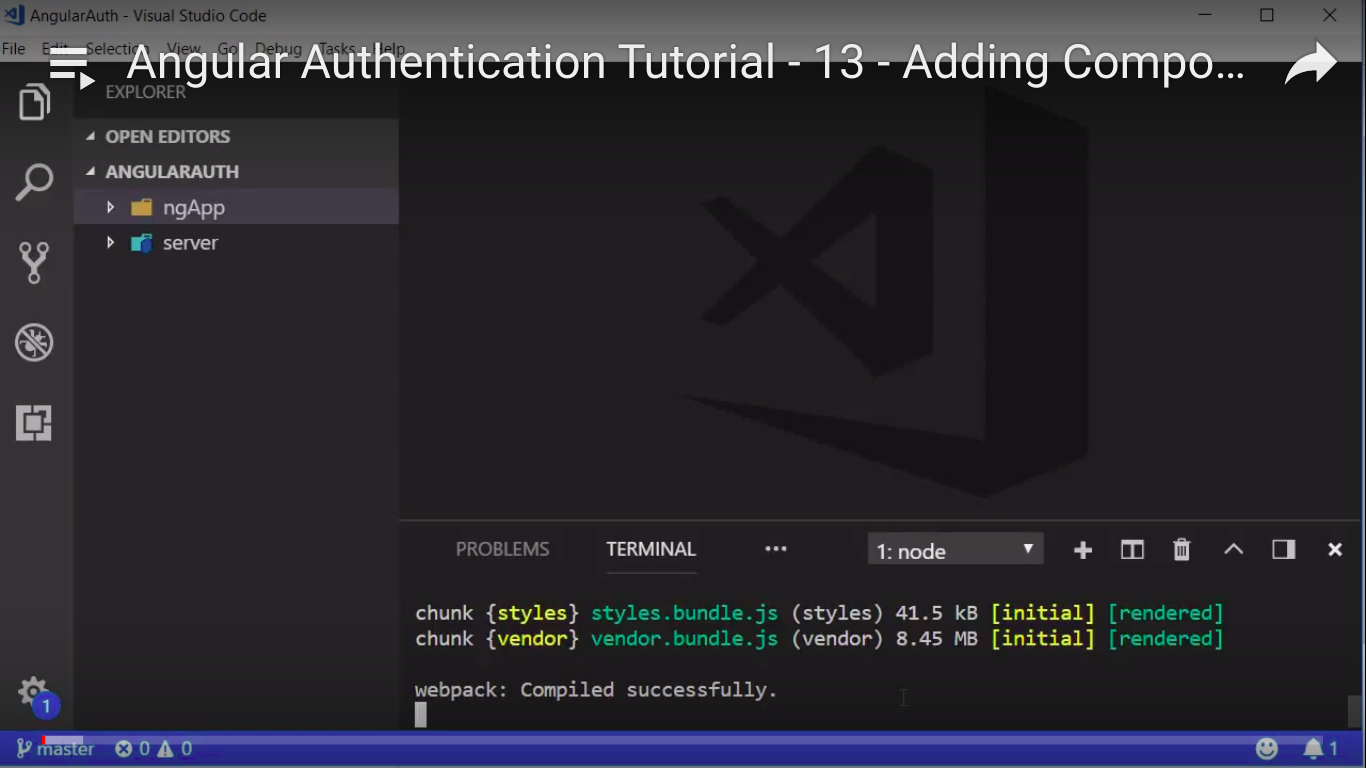 AngularAuth - Visual Studio Code
File Edit Selection View Go Debug Tasks Help
Angular Authentication Tutorial - 13 - Adding Compo...
EXPLORER
OPEN EDITORS
ANGULARAUTH
ngApp
server
PROBLEMS TERMINAL ••• 1: node
chunk {styles} styles.bundle.js (styles) 41.5 kB [initial] [rendered]
chunk {vendor} vendor.bundle.js (vendor) 8.45 MB [initial] [rendered]
webpack: Compiled successfully.
1
master 0 0 1